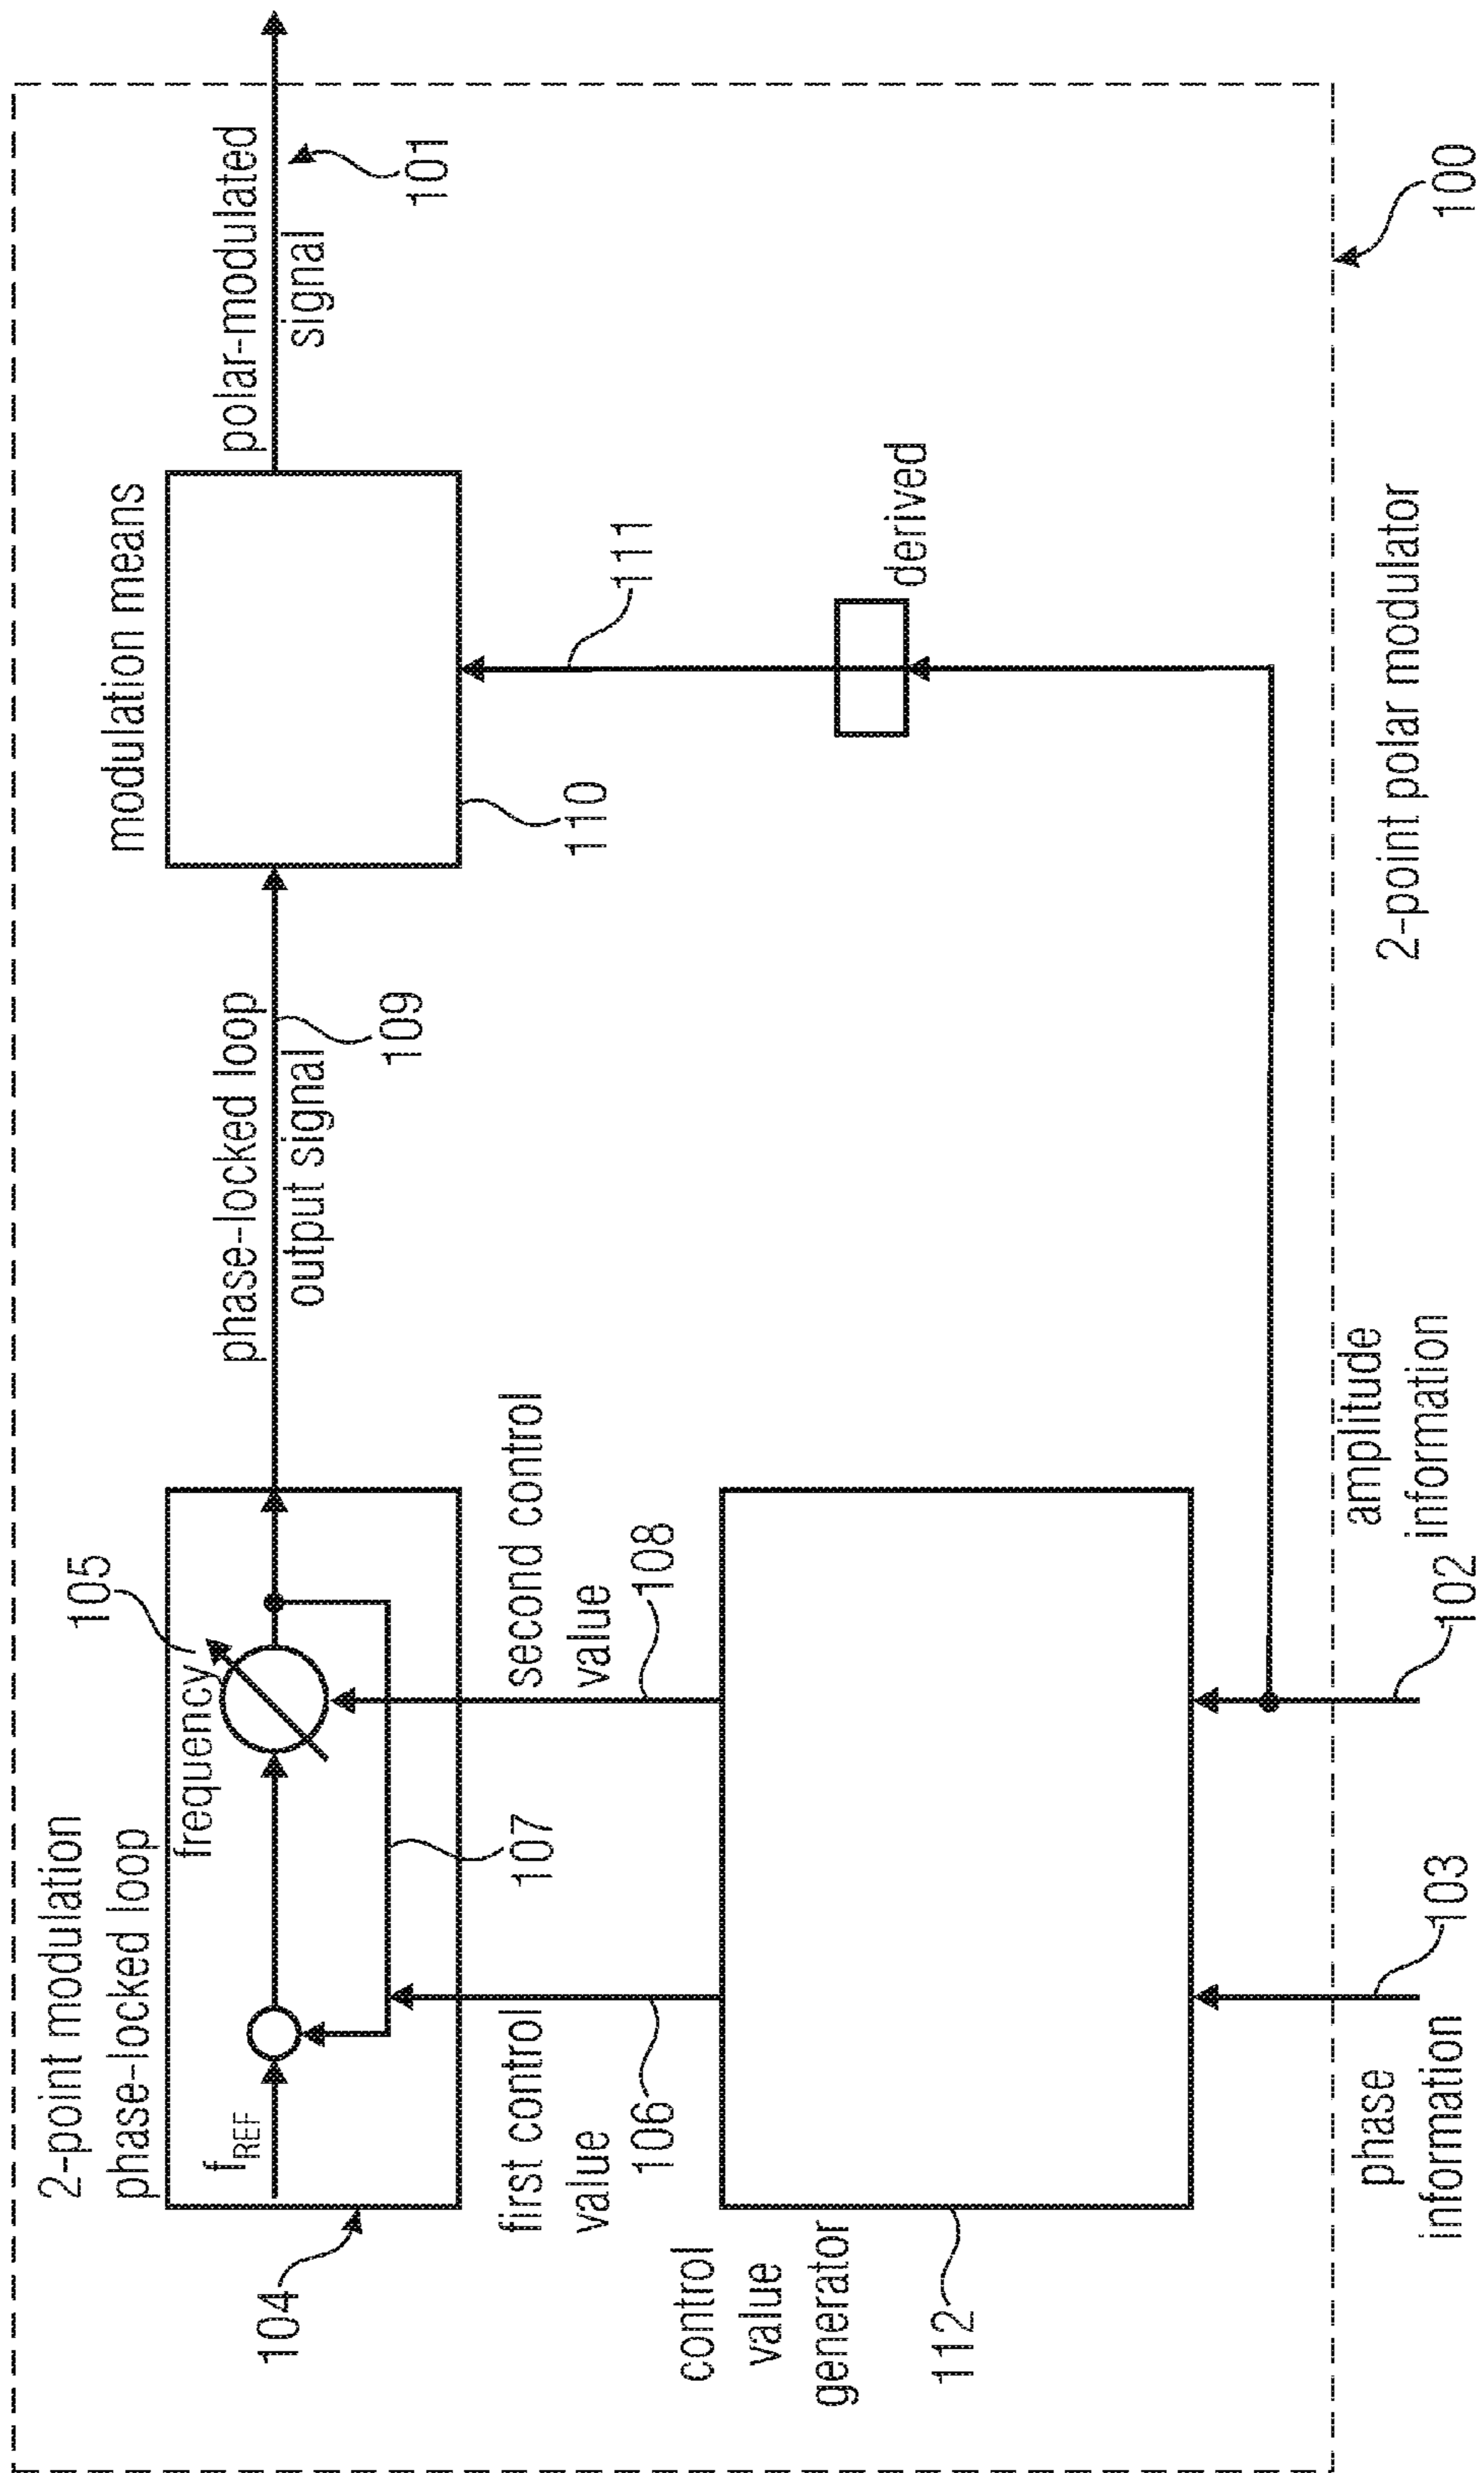 2-point modulation
phase-locked loop
104
fREF
frequency
105
107
phase-locked loop
output signal
109
modulation means
110
polar-modulated
signal
101
first control
value
106
second control
value
108
111
derived
control
value
generator
112
phase
information
103
amplitude
information
102
2-point polar modulator
100